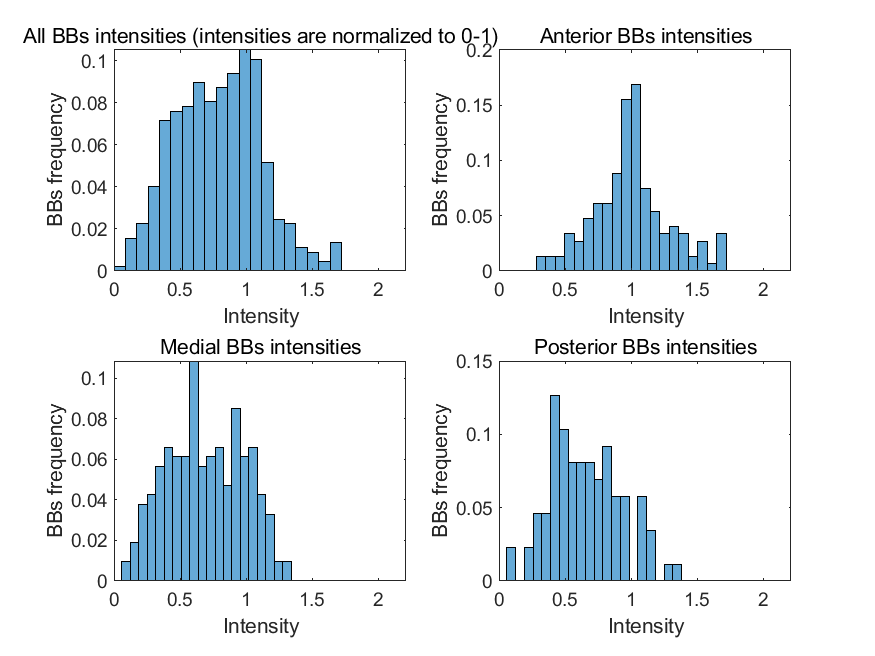 All BBs intensities (intensities are normalized to 0-1)
BBs frequency
0.1
0.08
0.06
0.04
0.02
0
0 0.5 1 1.5 2
Intensity
Anterior BBs intensities
BBs frequency
0.2
0.15
0.1
0.05
0
0 0.5 1 1.5 2
Intensity
Medial BBs intensities
BBs frequency
0.1
0.08
0.06
0.04
0.02
0
0 0.5 1 1.5 2
Intensity
Posterior BBs intensities
BBs frequency
0.15
0.1
0.05
0
0 0.5 1 1.5 2
Intensity